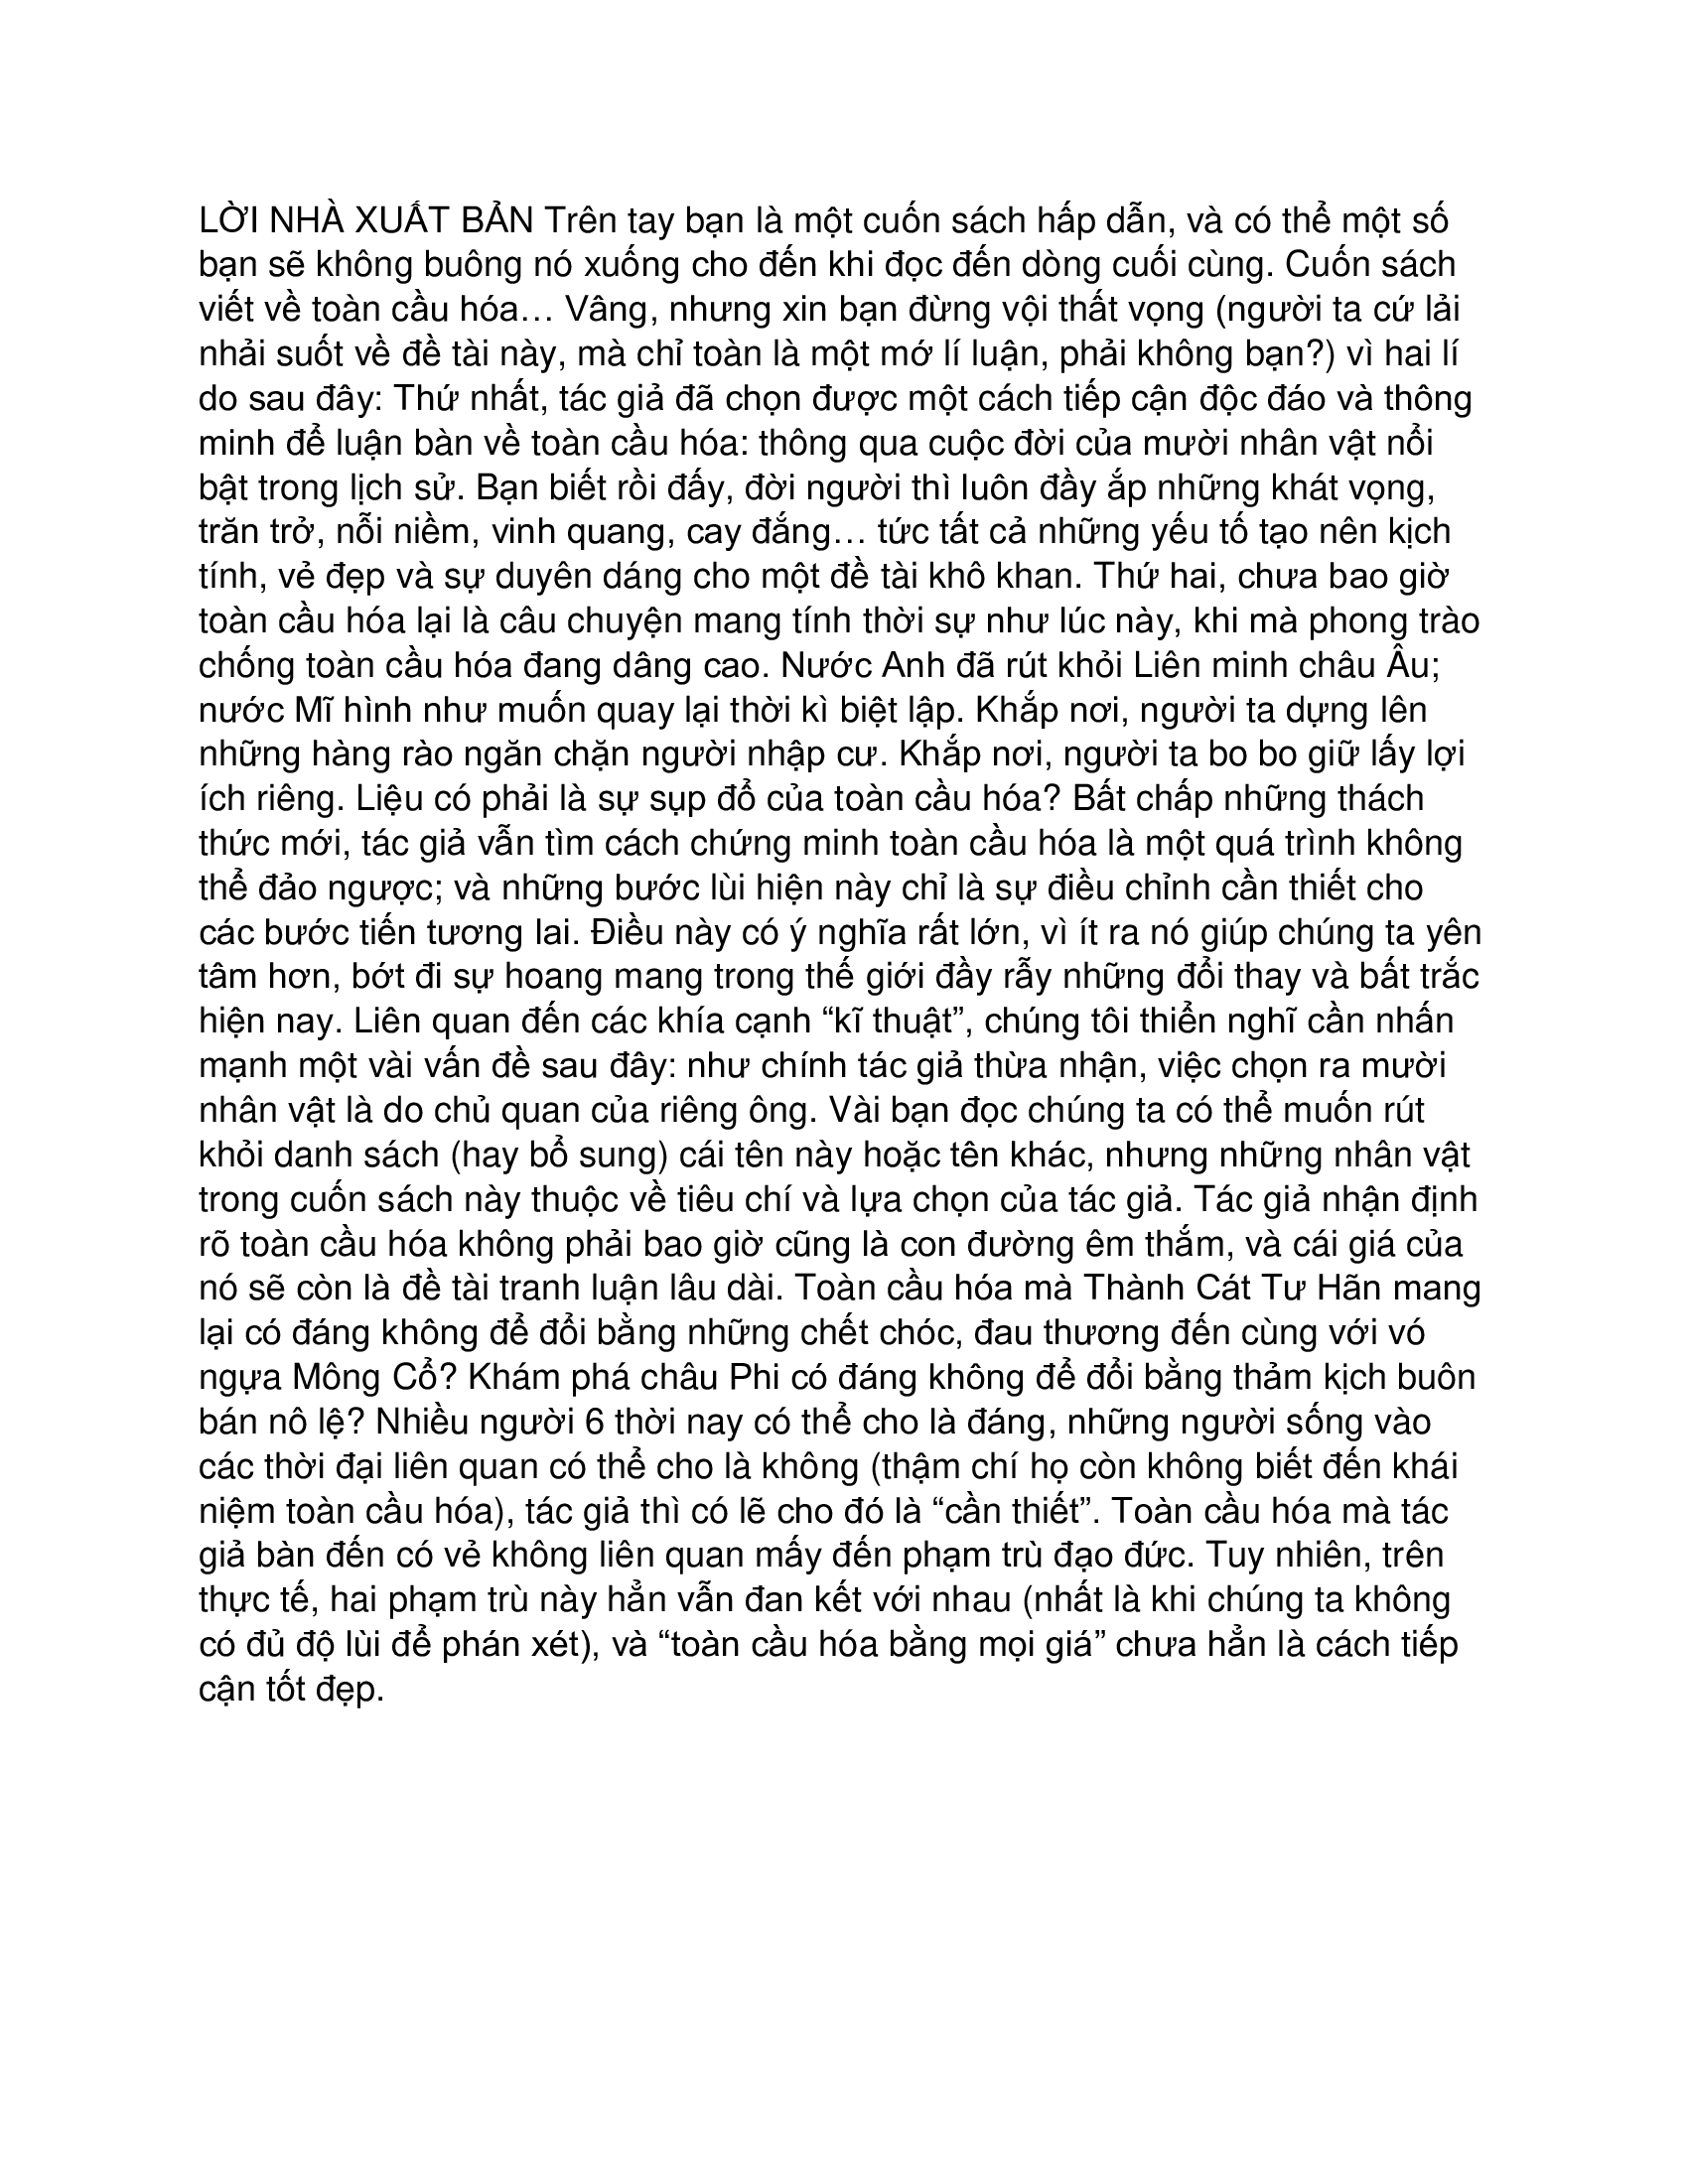 LỜI NHÀ XUẤT BẢN Trên tay bạn là một cuốn sách hấp dẫn, và có thể một số
bạn sẽ không buông nó xuống cho đến khi đọc đến dòng cuối cùng. Cuốn sách
viết về toàn cầu hóa… Vâng, nhưng xin bạn đừng vội thất vọng (người ta cứ lải
nhải suốt về đề tài này, mà chỉ toàn là một mớ lí luận, phải không bạn?) vì hai lí
do sau đây: Thứ nhất, tác giả đã chọn được một cách tiếp cận độc đáo và thông
minh để luận bàn về toàn cầu hóa: thông qua cuộc đời của mười nhân vật nổi
bật trong lịch sử. Bạn biết rồi đấy, đời người thì luôn đầy ắp những khát vọng,
trăn trở, nỗi niềm, vinh quang, cay đắng… tức tất cả những yếu tố tạo nên kịch
tính, vẻ đẹp và sự duyên dáng cho một đề tài khô khan. Thứ hai, chưa bao giờ
toàn cầu hóa lại là câu chuyện mang tính thời sự như lúc này, khi mà phong trào
chống toàn cầu hóa đang dâng cao. Nước Anh đã rút khỏi Liên minh châu Âu;
nước Mĩ hình như muốn quay lại thời kì biệt lập. Khắp nơi, người ta dựng lên
những hàng rào ngăn chặn người nhập cư. Khắp nơi, người ta bo bo giữ lấy lợi
ích riêng. Liệu có phải là sự sụp đổ của toàn cầu hóa? Bất chấp những thách
thức mới, tác giả vẫn tìm cách chứng minh toàn cầu hóa là một quá trình không
thể đảo ngược; và những bước lùi hiện này chỉ là sự điều chỉnh cần thiết cho
các bước tiến tương lai. Điều này có ý nghĩa rất lớn, vì ít ra nó giúp chúng ta yên
tâm hơn, bớt đi sự hoang mang trong thế giới đầy rẫy những đổi thay và bất trắc
hiện nay. Liên quan đến các khía cạnh “kĩ thuật”, chúng tôi thiển nghĩ cần nhấn
mạnh một vài vấn đề sau đây: như chính tác giả thừa nhận, việc chọn ra mười
nhân vật là do chủ quan của riêng ông. Vài bạn đọc chúng ta có thể muốn rút
khỏi danh sách (hay bổ sung) cái tên này hoặc tên khác, nhưng những nhân vật
trong cuốn sách này thuộc về tiêu chí và lựa chọn của tác giả. Tác giả nhận định
rõ toàn cầu hóa không phải bao giờ cũng là con đường êm thắm, và cái giá của
nó sẽ còn là đề tài tranh luận lâu dài. Toàn cầu hóa mà Thành Cát Tư Hãn mang
lại có đáng không để đổi bằng những chết chóc, đau thương đến cùng với vó
ngựa Mông Cổ? Khám phá châu Phi có đáng không để đổi bằng thảm kịch buôn
bán nô lệ? Nhiều người 6 thời nay có thể cho là đáng, những người sống vào
các thời đại liên quan có thể cho là không (thậm chí họ còn không biết đến khái
niệm toàn cầu hóa), tác giả thì có lẽ cho đó là “cần thiết”. Toàn cầu hóa mà tác
giả bàn đến có vẻ không liên quan mấy đến phạm trù đạo đức. Tuy nhiên, trên
thực tế, hai phạm trù này hẳn vẫn đan kết với nhau (nhất là khi chúng ta không
có đủ độ lùi để phán xét), và “toàn cầu hóa bằng mọi giá” chưa hẳn là cách tiếp
cận tốt đẹp.